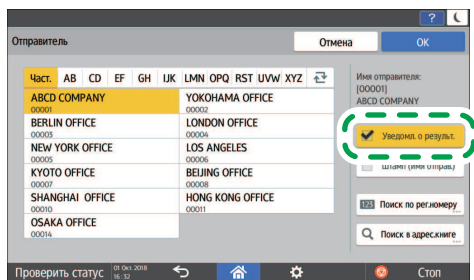 ?
Отправитель
Отмена
OK
Част. AB CD EF GH IJK LMN OPQ RST UVW XYZ
ABCD COMPANY
00001
YOKOHAMA OFFICE
00002
BERLIN OFFICE
00003
LONDON OFFICE
00004
NEW YORK OFFICE
00005
LOS ANGELES
00006
KYOTO OFFICE
00007
BEIJING OFFICE
00008
SHANGHAI OFFICE
00010
HONG KONG OFFICE
00011
OSAKA OFFICE
00014
Имя отправителя:
[00001]
ABCD COMPANY
Уведомл. о результ.
Штамп (имя отправ.)
123 Поиск по рег.номеру
Поиск в адрес.книге
Проверить статус
01 Окт. 2018
16:32
Стоп